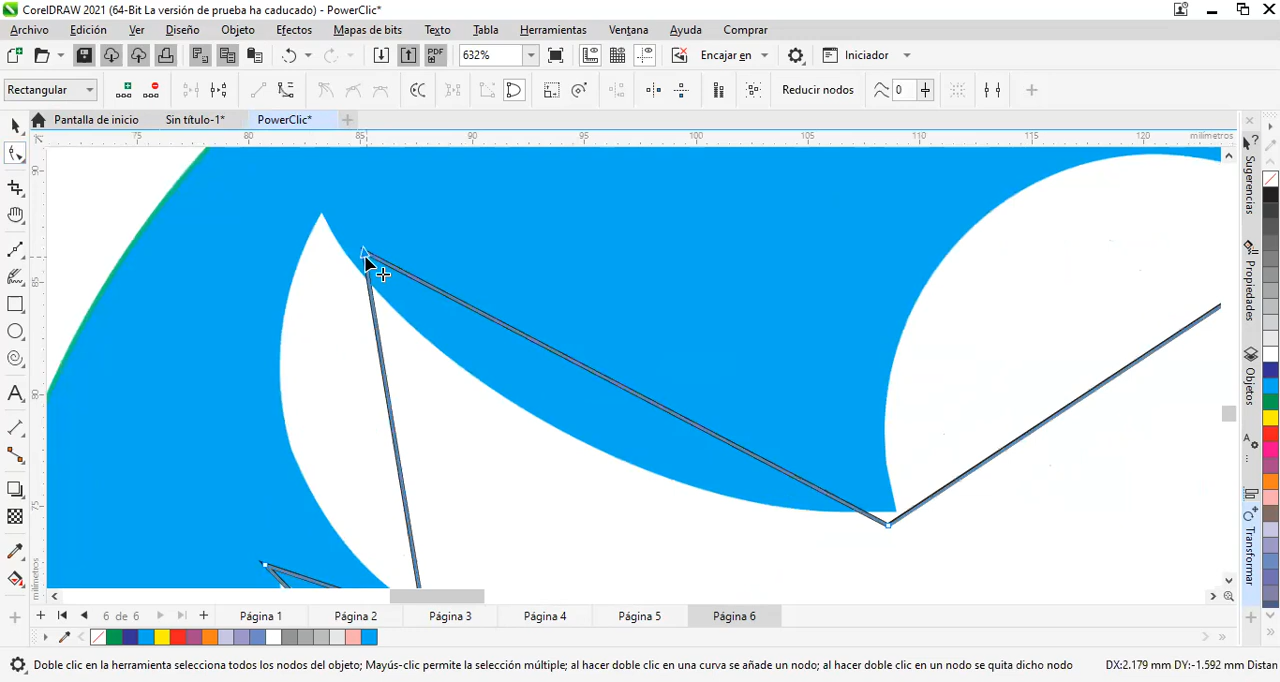 CorelDRAW 2021 (64-Bit La versión de prueba ha caducado) - PowerClic*
Archivo Edición Ver Diseño Objeto Efectos Mapas de bits Texto Tabla Herramientas Ventana Ayuda Comprar
PDF 632% Encajar en Iniciador
Rectangular Reducir nodos 0
Pantalla de inicio Sin título-1* PowerClic*
75 80 85 90 95 100 105 110 115 120 milímetros
90
85
80
75
milímetros
Sugerencias
Propiedades
Objetos
A...
Transformar
6 de 6 Página 1 Página 2 Página 3 Página 4 Página 5 Página 6
Doble clic en la herramienta selecciona todos los nodos del objeto; Mayús-clic permite la selección múltiple; al hacer doble clic en una curva se añade un nodo; al hacer doble clic en un nodo se quita dicho nodo DX:2.179 mm DY:-1.592 mm Distan